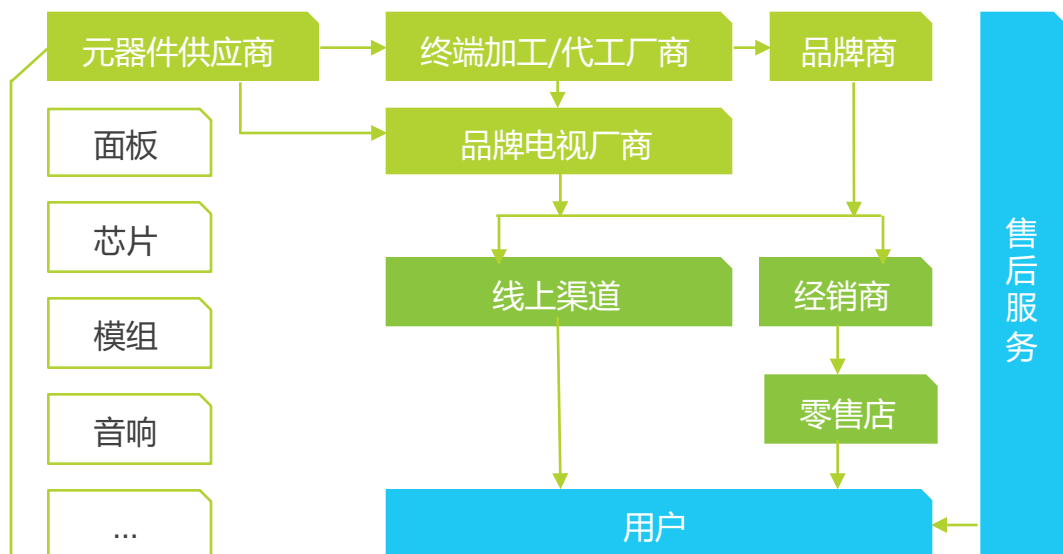 元器件供应商
终端加工/代工厂商
品牌商
面板
品牌电视厂商
芯片
线上渠道
经销商
模组
零售店
音响
...
用户
售后服务